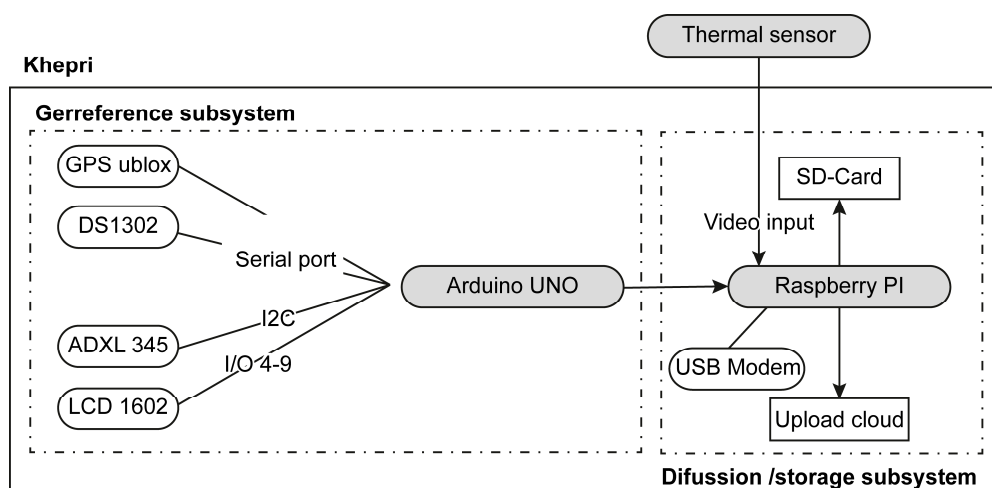 Thermal sensor
Khepri
Gerreference subsystem
GPS ublox
SD-Card
DS1302
Video input
Serial port
Arduino UNO
Raspberry PI
I2C
ADXL 345
I/O 4-9
USB Modem
LCD 1602
Upload cloud
Difussion /storage subsystem